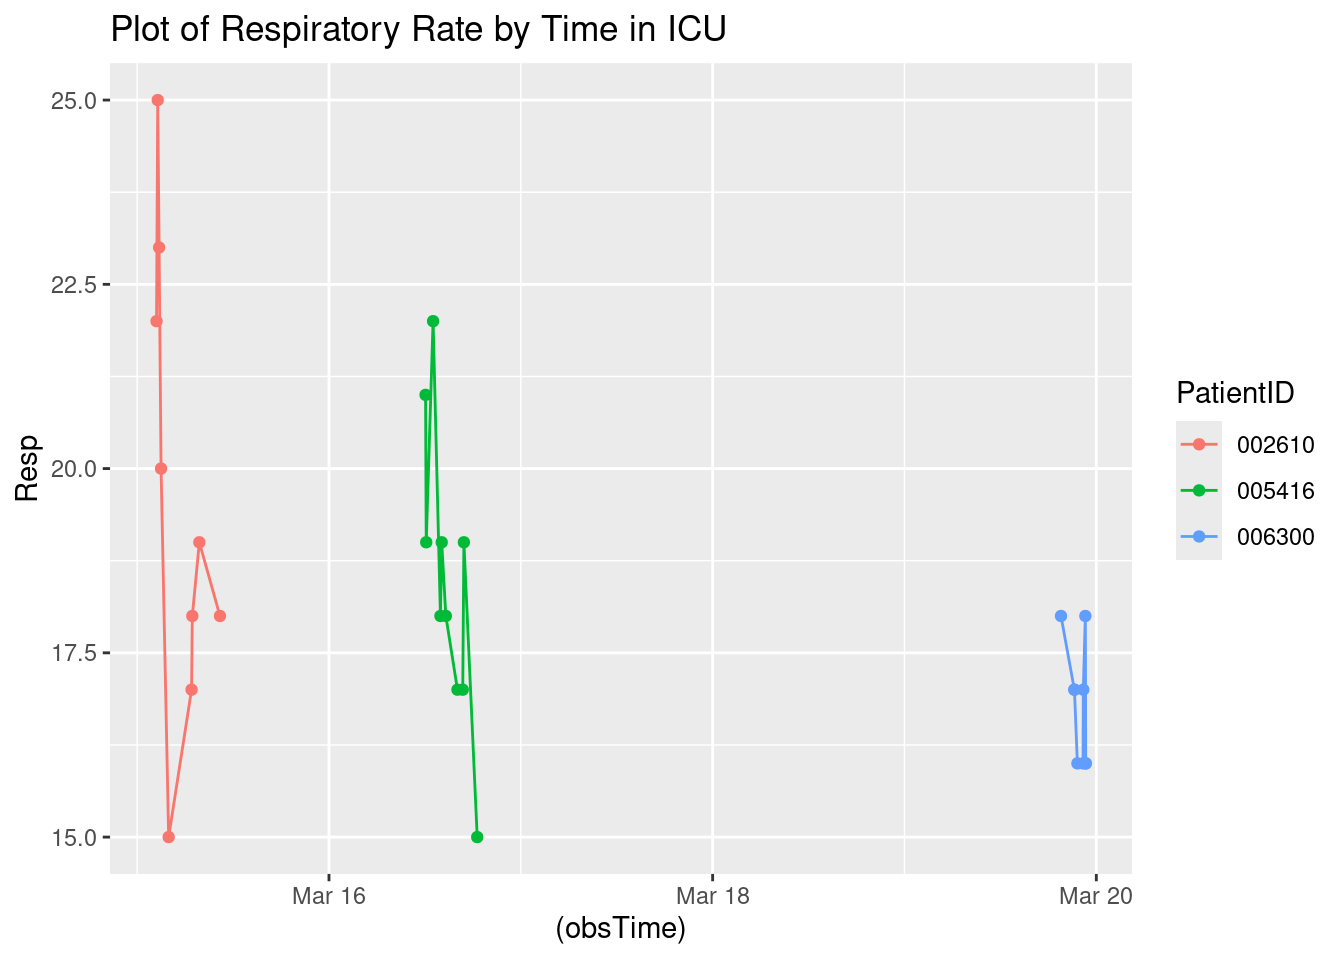 Plot of Respiratory Rate by Time in ICU
25.0
22.5
20.0
17.5
15.0
Resp
Mar 16
Mar 18
Mar 20
(obsTime)
PatientID
002610
005416
006300